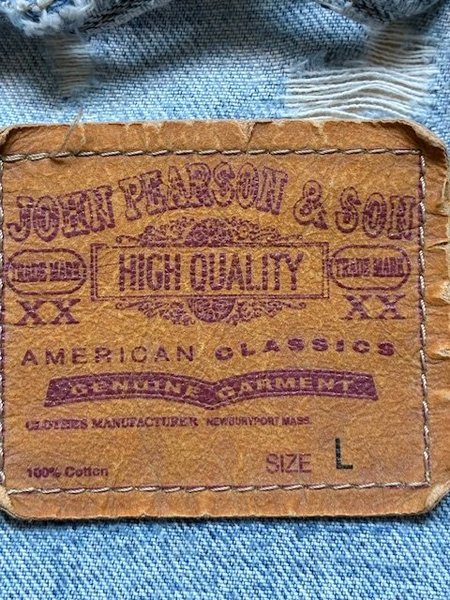 JOHN PEARSON & SON
TRADE MARK
XX
HIGH QUALITY
TRADE MARK
XX
AMERICAN CLASSICS
GENUINE GARMENT
CLOTHES MANUFACTURER NEWBURYPORT MASS.
100% Cotton
SIZE L